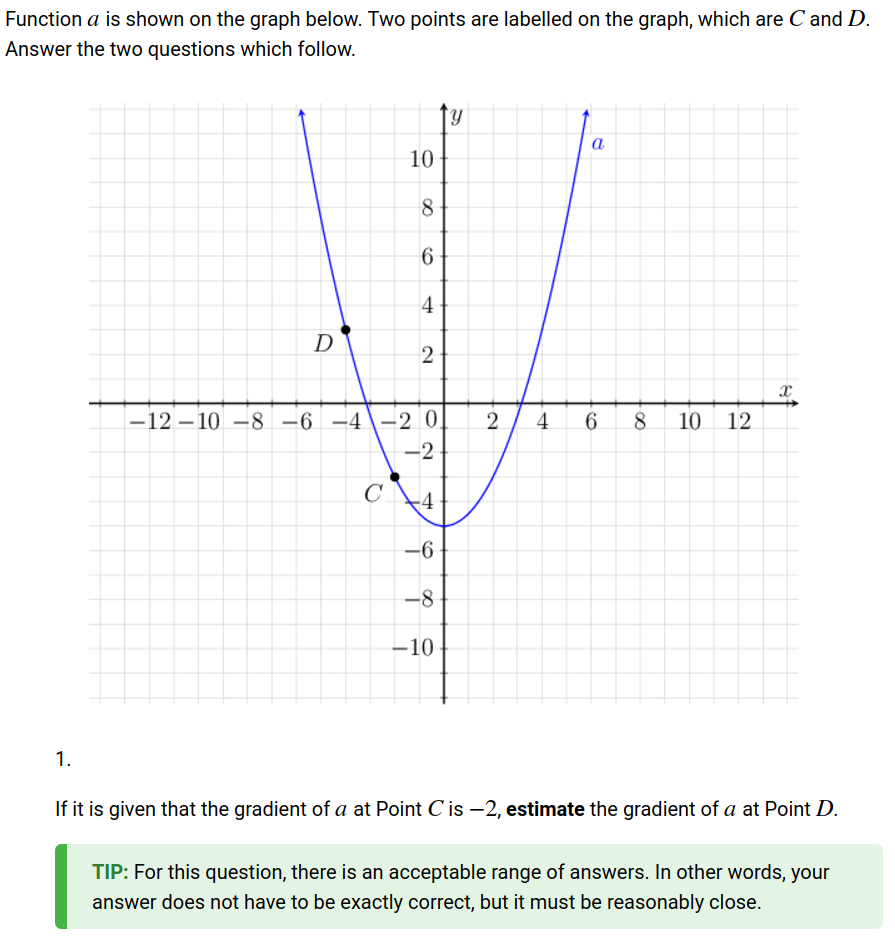 Function a is shown on the graph below. Two points are labelled on the graph, which are C and D.
Answer the two questions which follow.
y
a
10
8
6
4
2
D
x
−12 −10 −8 −6 −4 −2 0 2 4 6 8 10 12
−2
C
−4
−6
−8
−10
1.
If it is given that the gradient of a at Point C is −2, estimate the gradient of a at Point D.
TIP: For this question, there is an acceptable range of answers. In other words, your
answer does not have to be exactly correct, but it must be reasonably close.